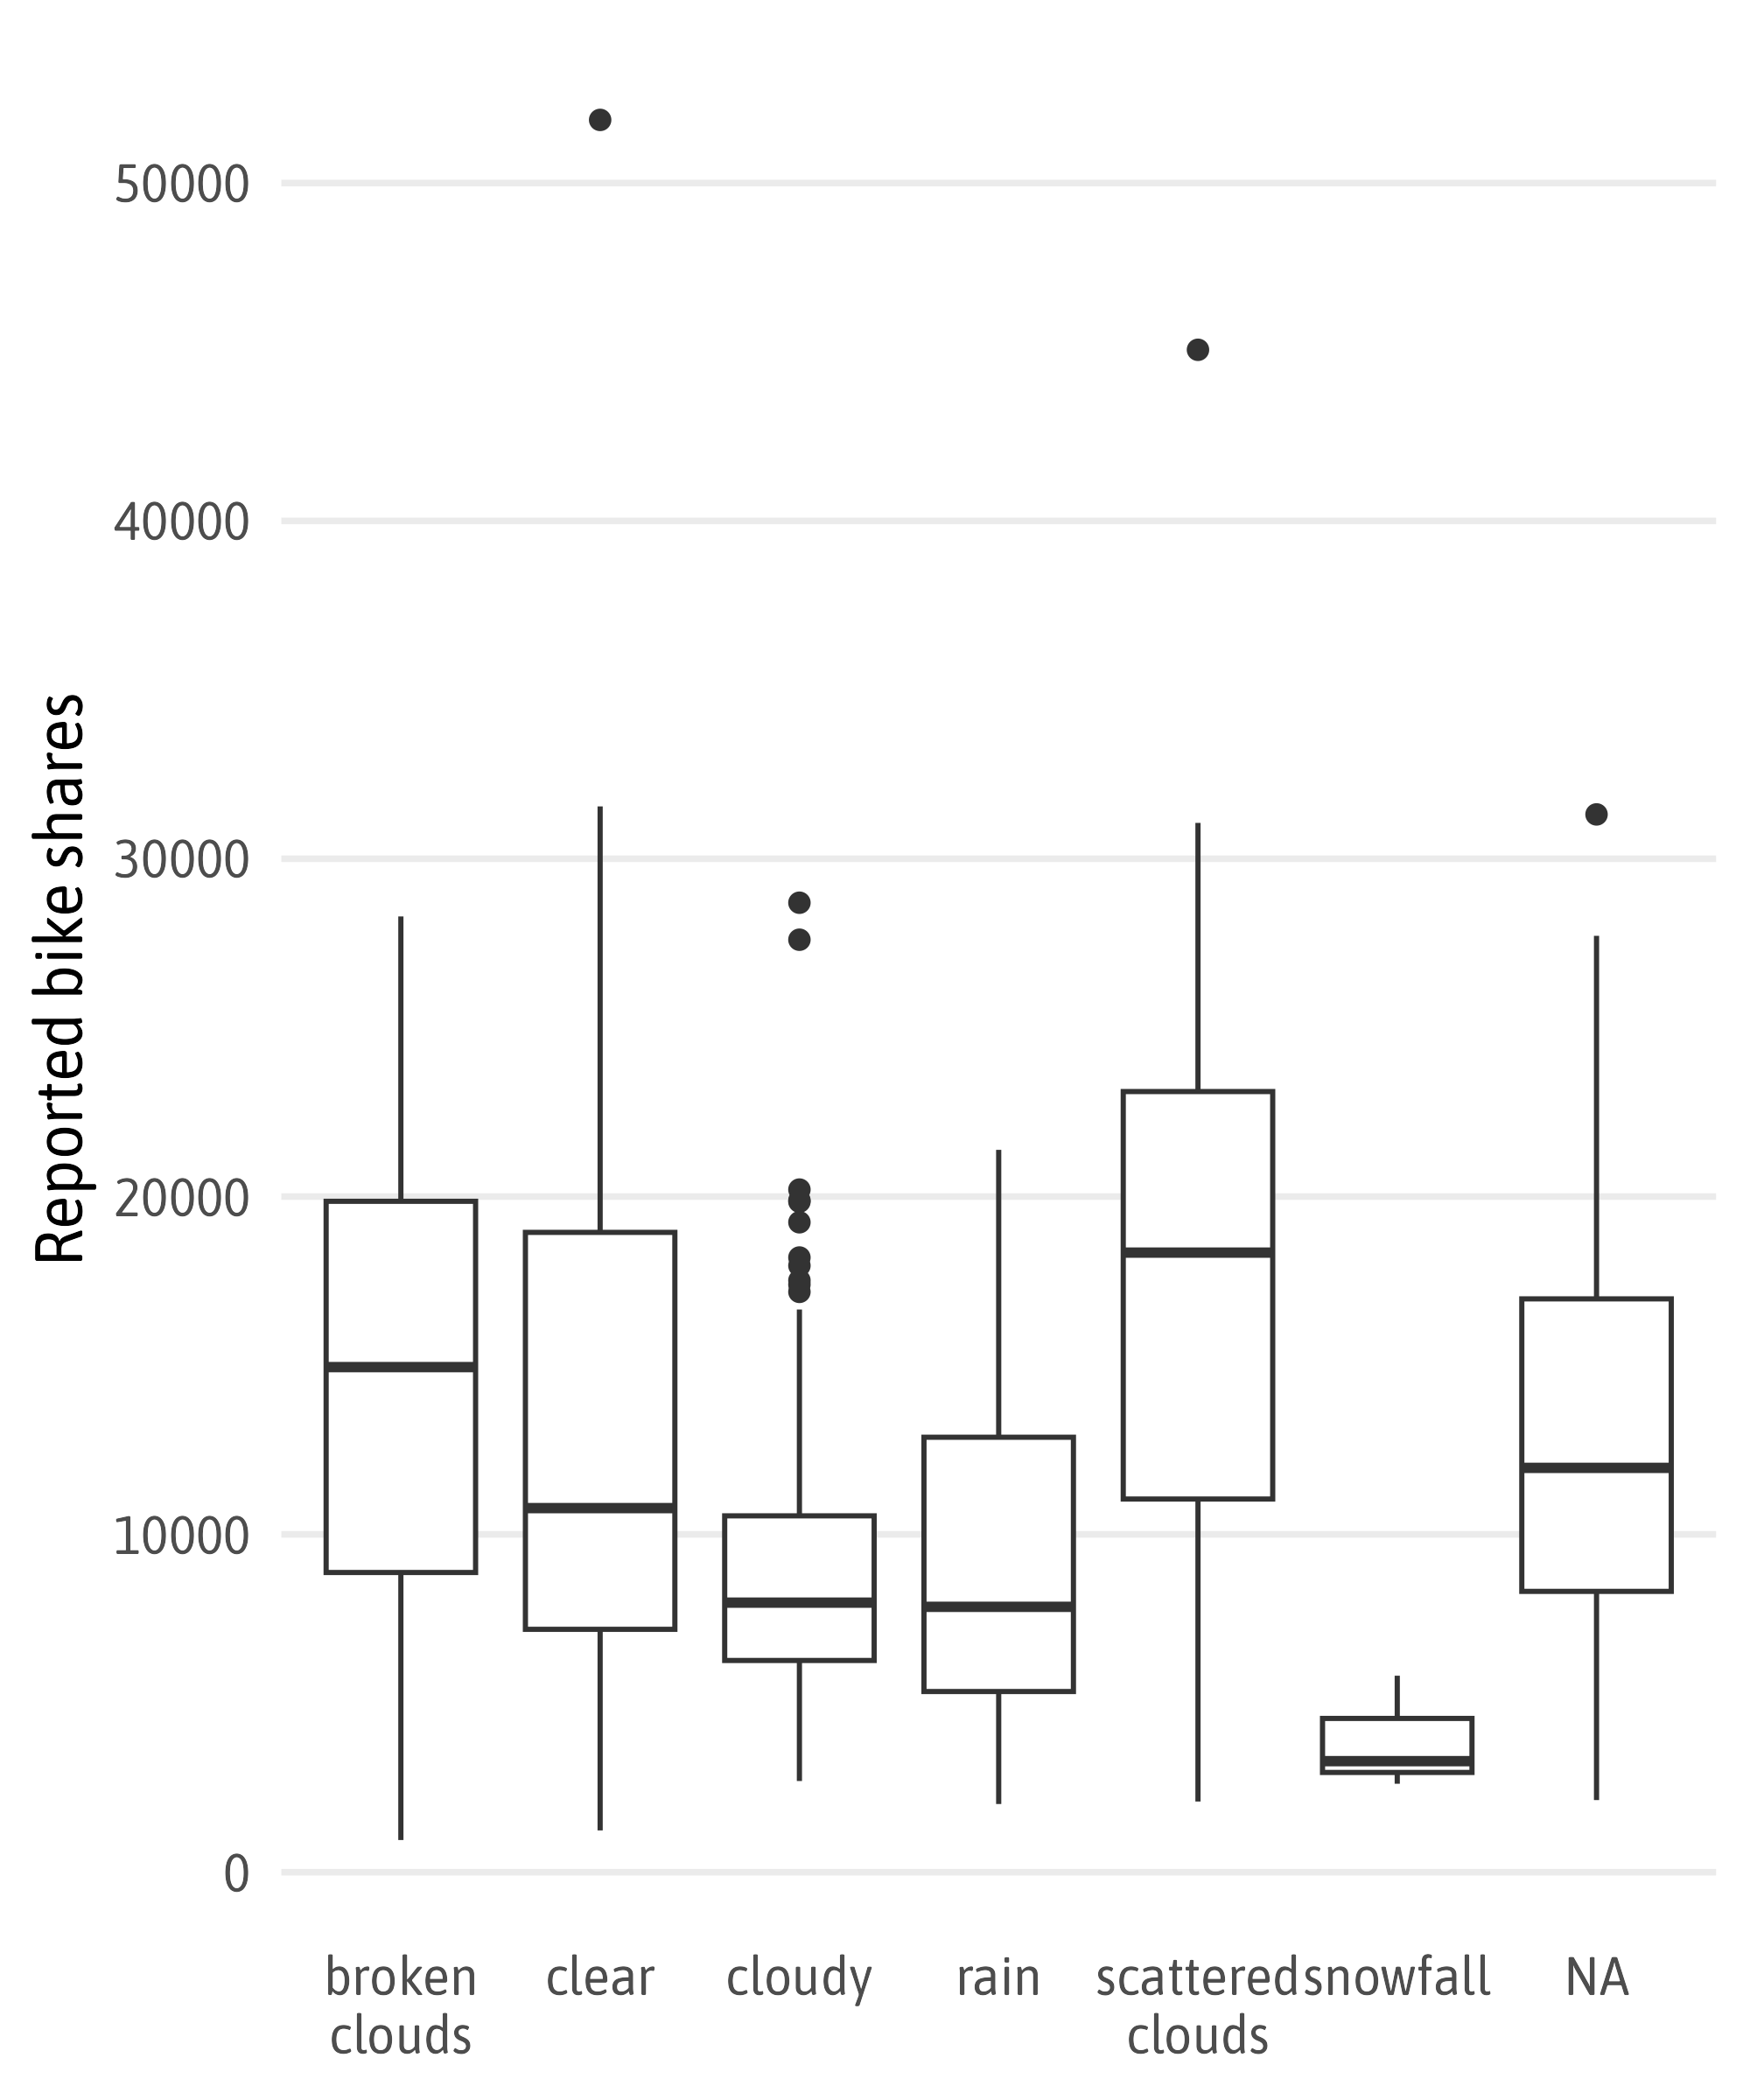 Reported bike shares
50000
40000
30000
20000
10000
0
broken clouds
clear
cloudy
rain
scattered clouds
snowfall
NA